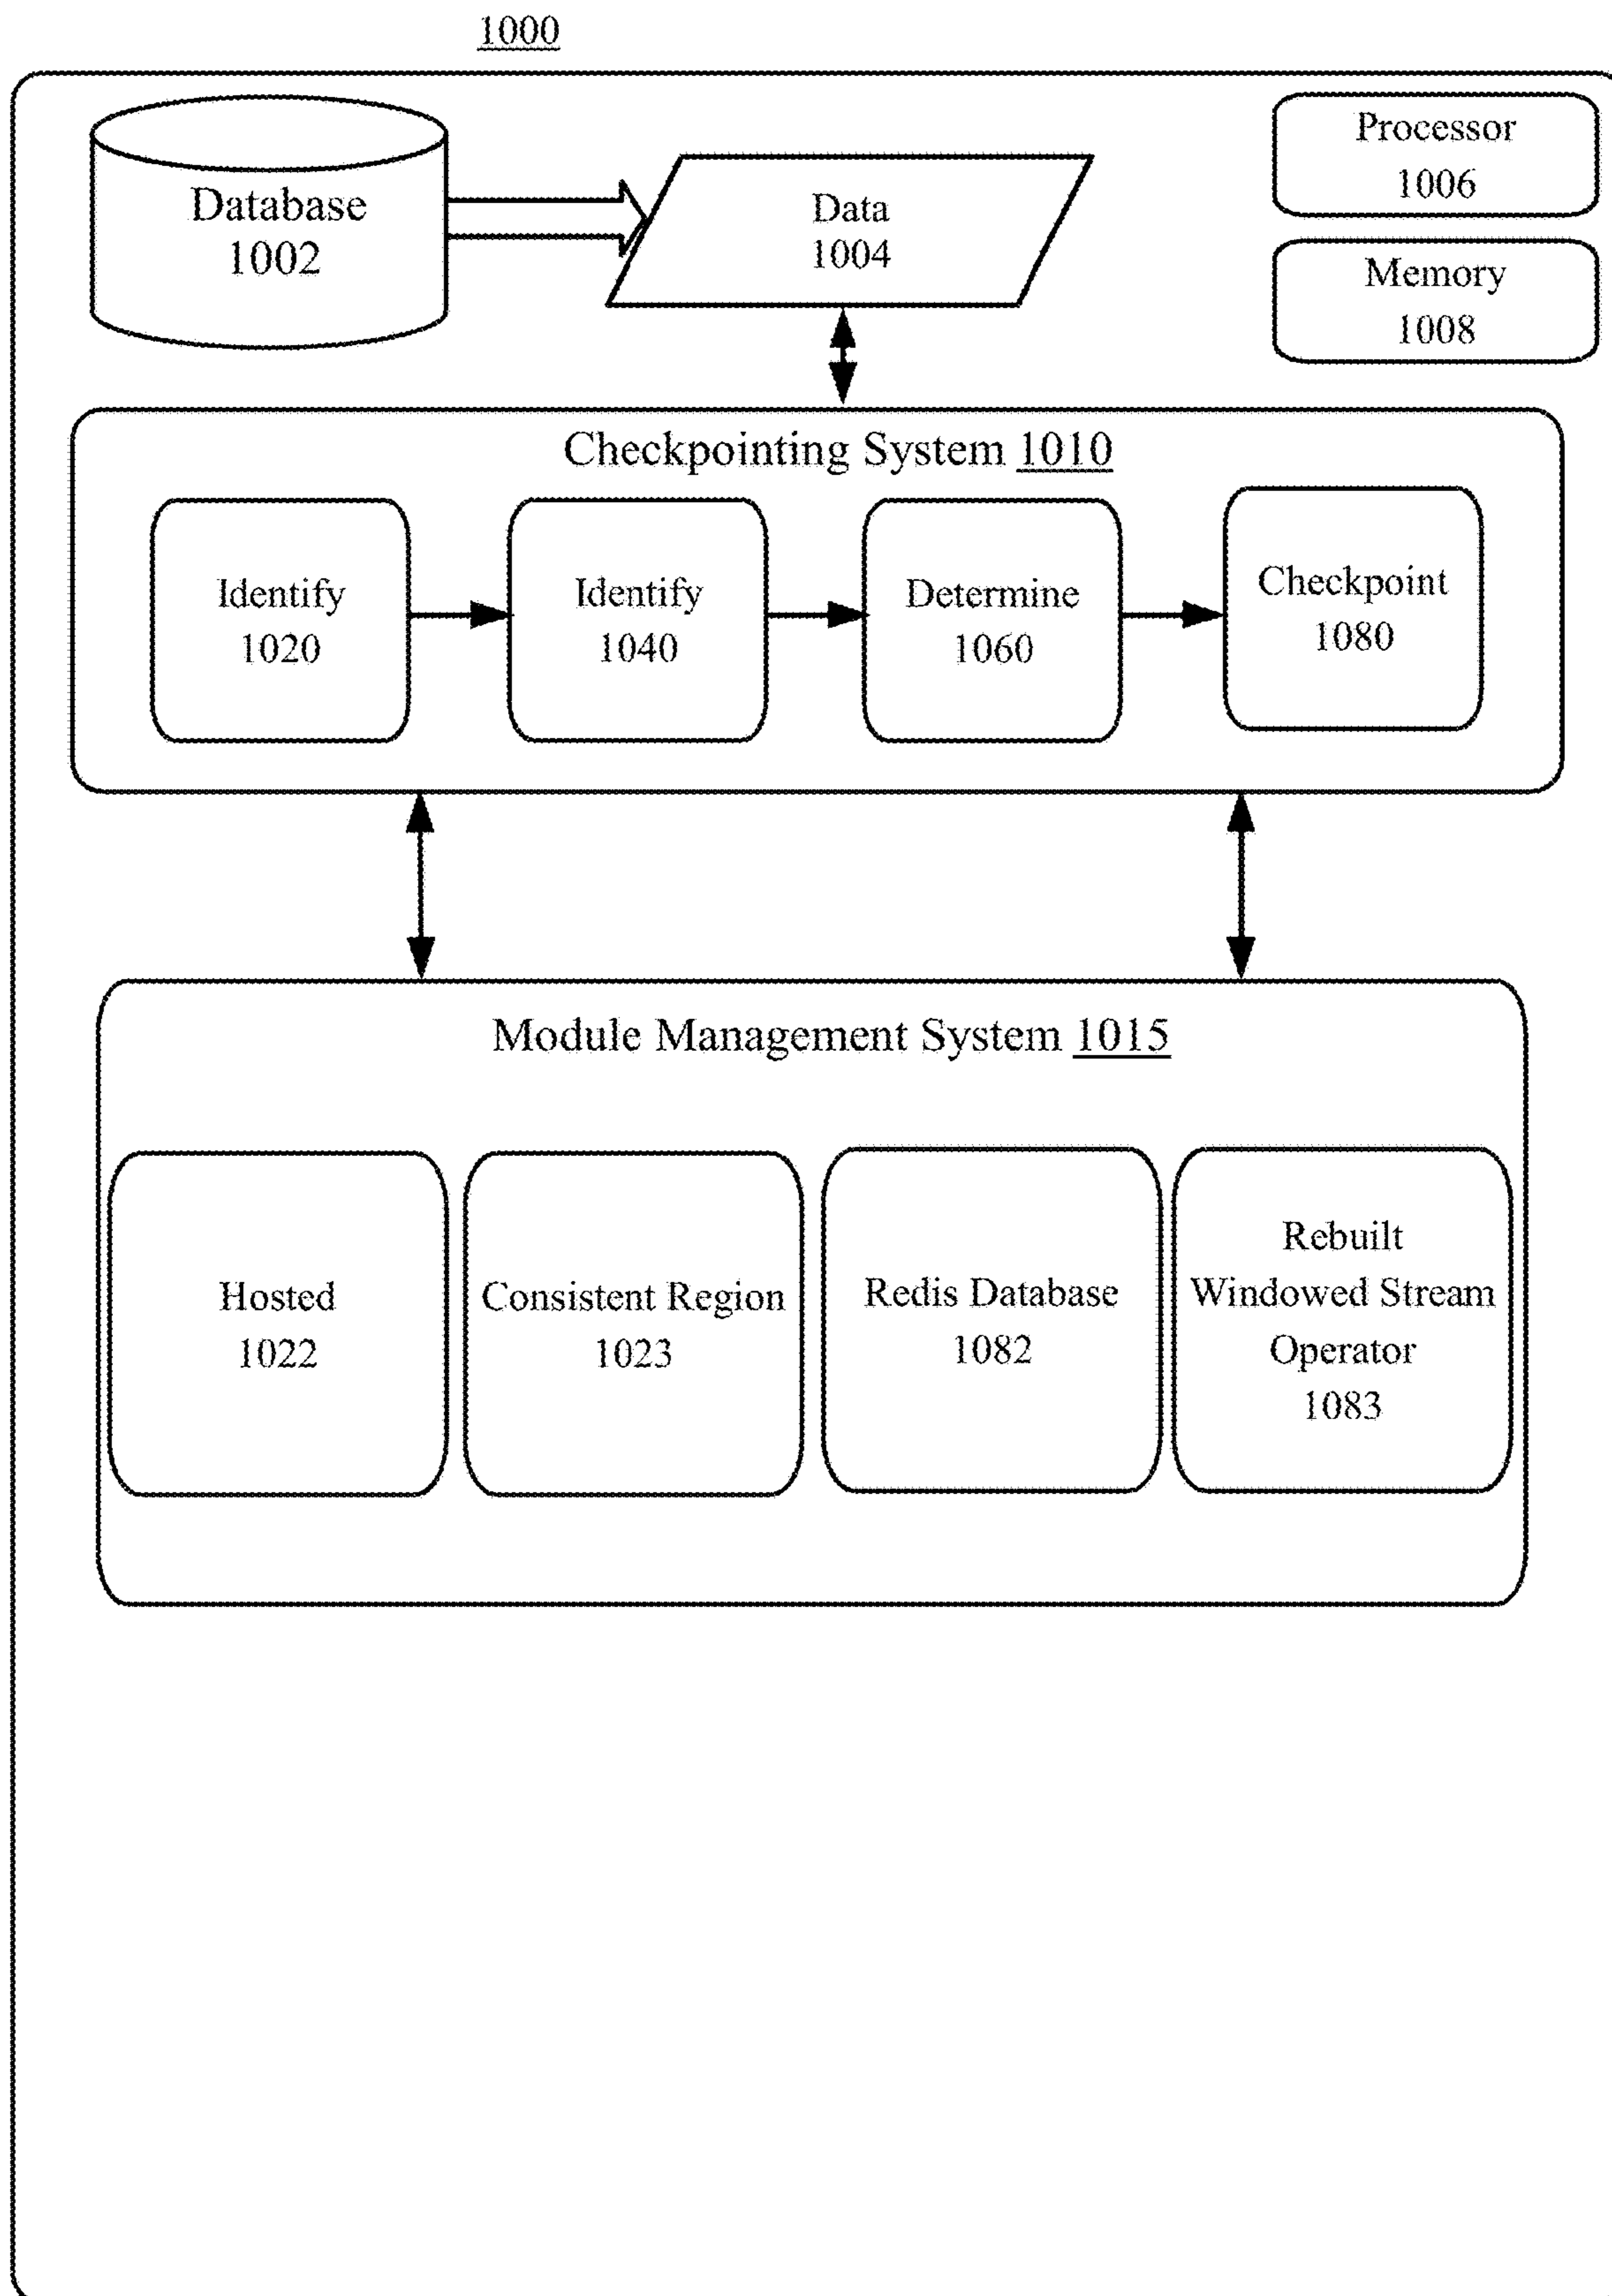 1000
Database
1002
Data
1004
Processor
1006
Memory
1008
Checkpointing System 1010
Identify
1020
Identify
1040
Determine
1060
Checkpoint
1080
Module Management System 1015
Hosted
1022
Consistent Region
1023
Redis Database
1082
Rebuilt
Windowed Stream
Operator
1083